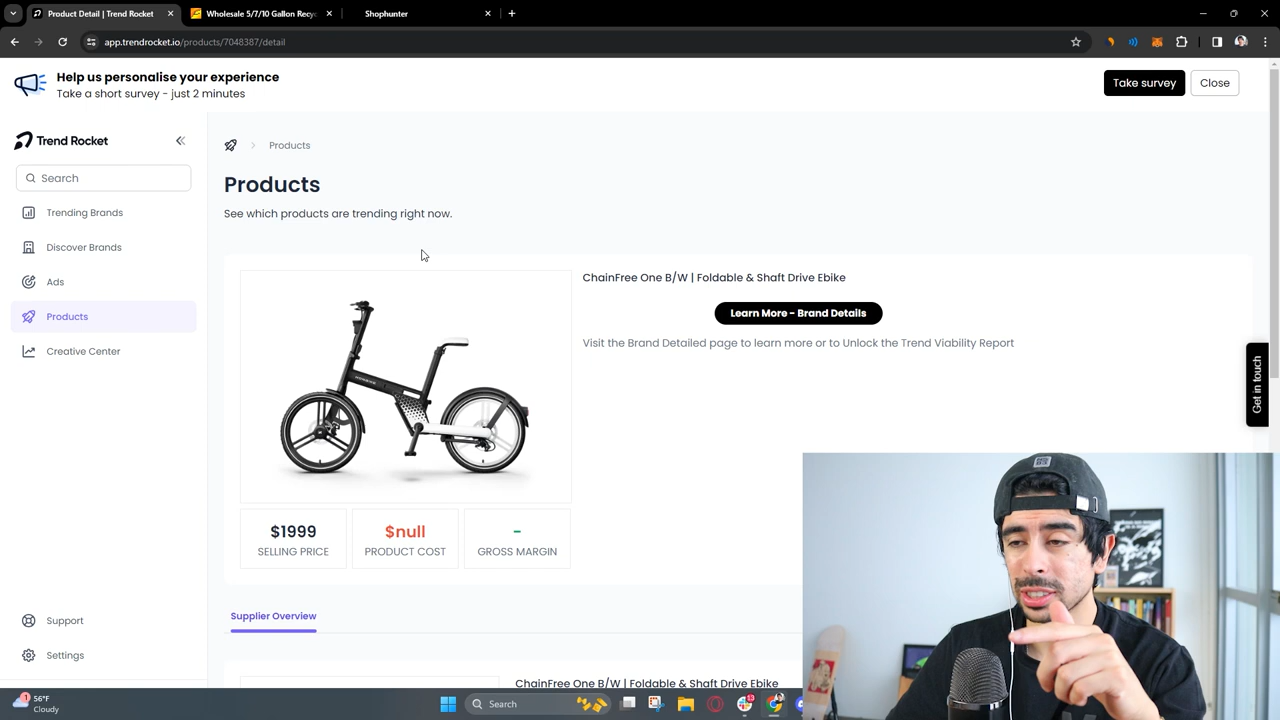 Product Detail | Trend Rocket
Wholesale 5/7/10 Gallon Recyc
Shophunter
app.trendrocket.io/products/7048387/detail
Help us personalise your experience
Take a short survey - just 2 minutes
Take survey
Close
Trend Rocket
Search
Trending Brands
Discover Brands
Ads
Products
Creative Center
Support
Settings
Products
Products
See which products are trending right now.
ChainFree One B/W | Foldable & Shaft Drive Ebike
Learn More - Brand Details
Visit the Brand Detailed page to learn more or to Unlock the Trend Viability Report
$1999
SELLING PRICE
$null
PRODUCT COST
-
GROSS MARGIN
Supplier Overview
ChainFree One B/W | Foldable & Shaft Drive Ebike
Get in touch
1
56°F
Cloudy
Search